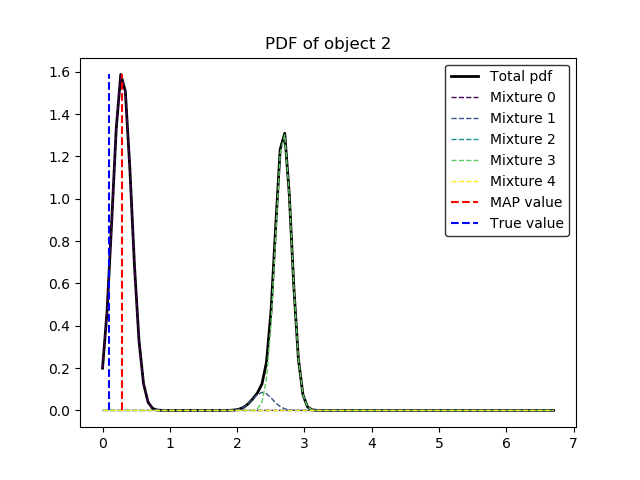 PDF of object 2
Total pdf
Mixture 0
Mixture 1
Mixture 2
Mixture 3
Mixture 4
MAP value
True value
1.6
1.4
1.2
1.0
0.8
0.6
0.4
0.2
0.0
0 1 2 3 4 5 6 7